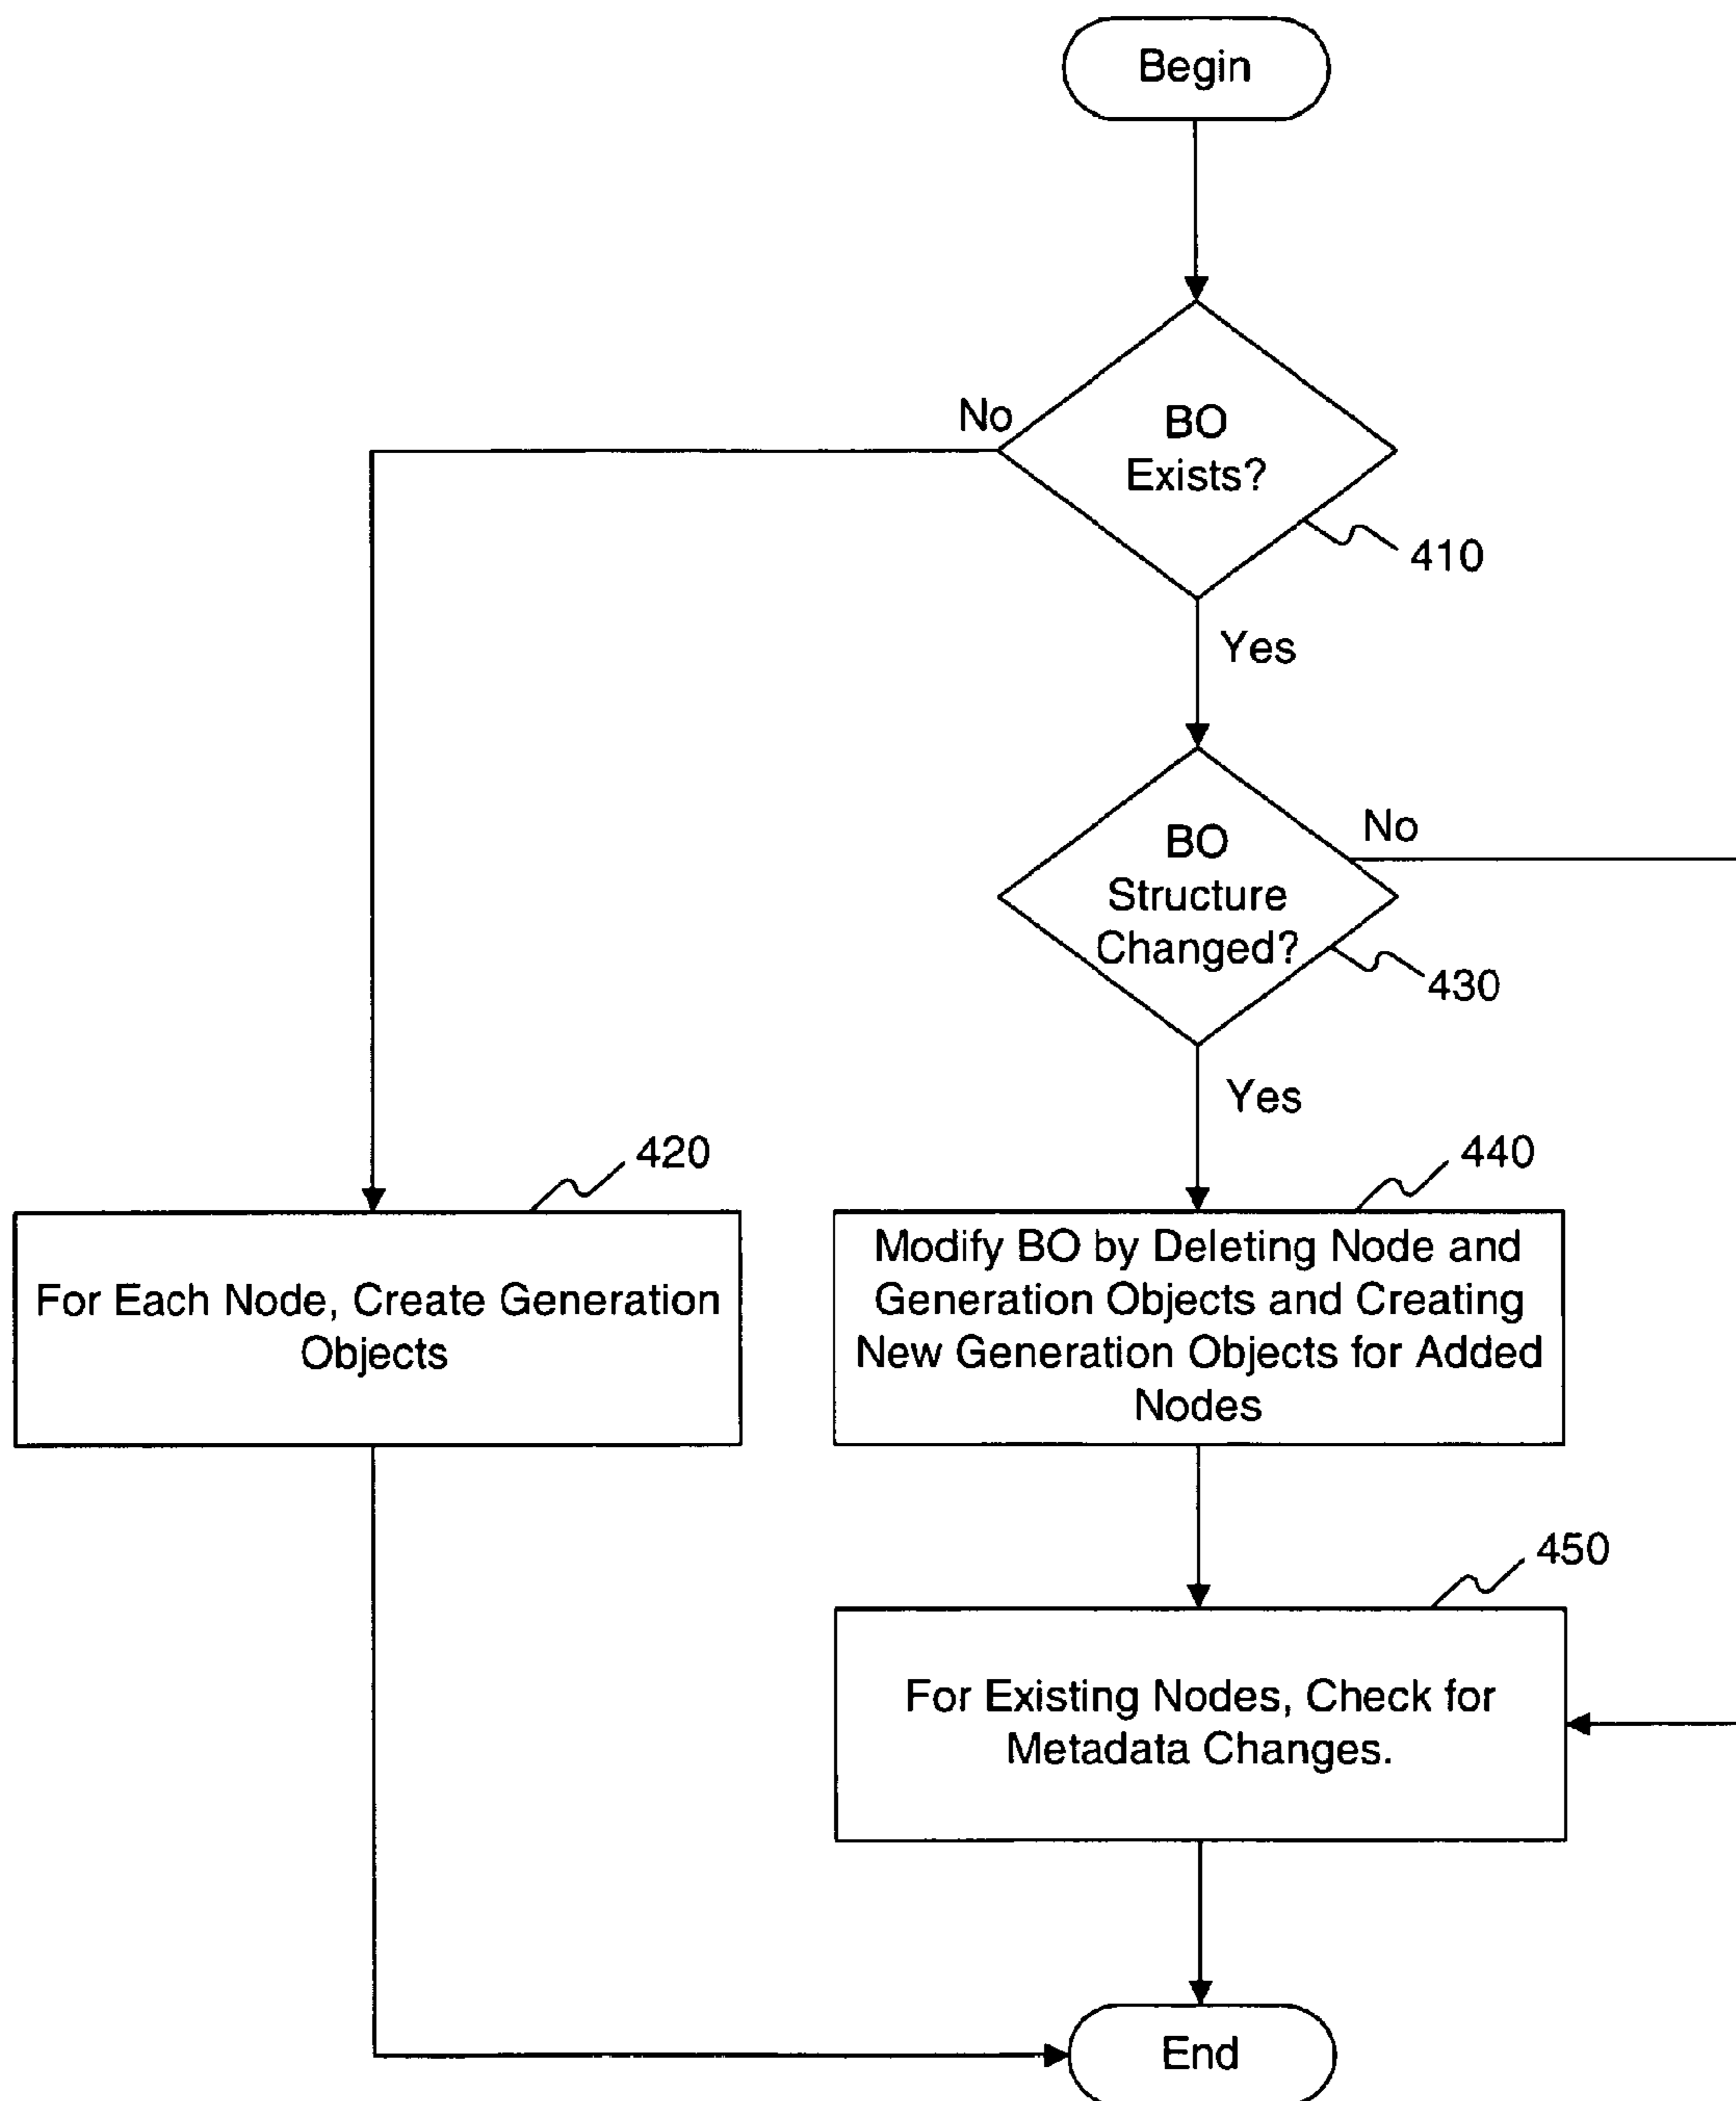 Begin
No
BO
Exists?
410
Yes
BO
Structure
Changed?
No
430
Yes
420
440
For Each Node, Create Generation
Objects
Modify BO by Deleting Node and
Generation Objects and Creating
New Generation Objects for Added
Nodes
450
For Existing Nodes, Check for
Metadata Changes.
End